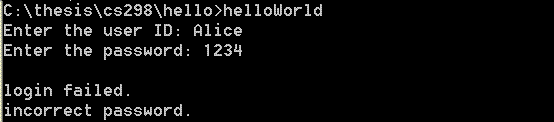 C:\thesis\cs298\hello>helloWorld
Enter the user ID: Alice
Enter the password: 1234
login failed.
incorrect password.